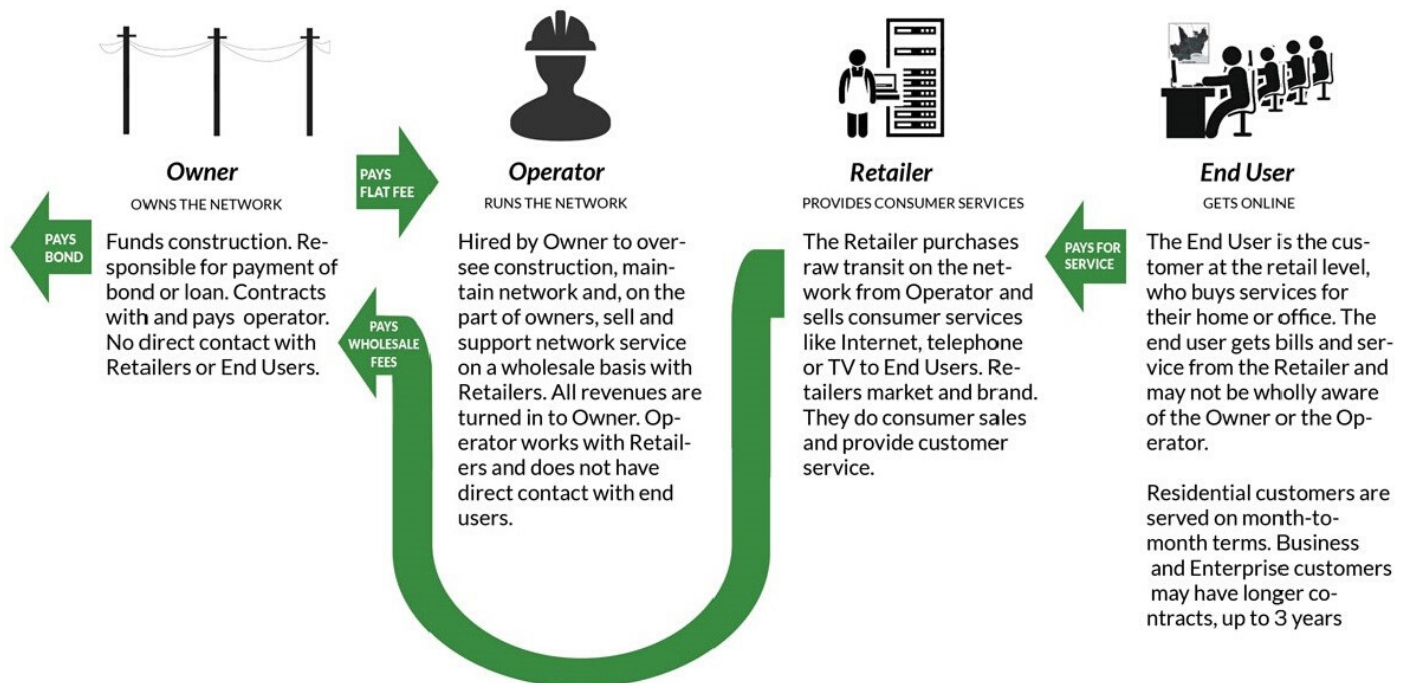 Owner
OWNS THE NETWORK
PAYS
BOND
Funds construction. Re-
sponsible for payment of
bond or loan. Contracts
with and pays operator.
No direct contact with
Retailers or End Users.
PAYS
FLAT FEE
PAYS
WHOLESALE
FEES
Operator
RUNS THE NETWORK
Hired by Owner to over-
see construction, main-
tain network and, on the
part of owners, sell and
support network service
on a wholesale basis with
Retailers. All revenues are
turned in to Owner. Op-
erator works with Retail-
ers and does not have
direct contact with end
users.
Retailer
PROVIDES CONSUMER SERVICES
The Retailer purchases
raw transit on the net-
work from Operator and
sells consumer services
like Internet, telephone
or TV to End Users. Re-
tailers market and brand.
They do consumer sales
and provide customer
service.
PAYS FOR
SERVICE
End User
GETS ONLINE
The End User is the cus-
tomer at the retail level,
who buys services for
their home or office. The
end user gets bills and ser-
vice from the Retailer and
may not be wholly aware
of the Owner or the Op-
erator.
Residential customers are
served on month-to-
month terms. Business
and Enterprise customers
may have longer co-
ntracts, up to 3 years